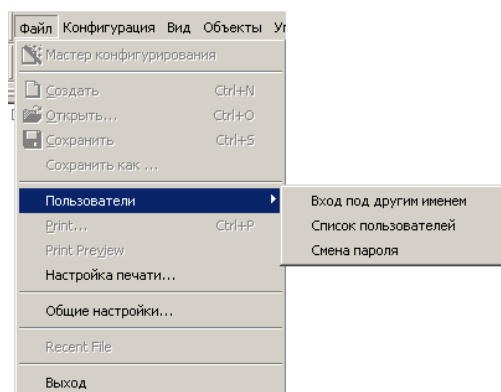 Файл Конфигурация Вид Объекты
Мастер конфигурирования
Создать Ctrl+N
Открыть... Ctrl+O
Сохранить Ctrl+S
Сохранить как ...
Пользователи
Вход под другим именем
Print... Ctrl+P
Список пользователей
Print Preview
Смена пароля
Настройка печати...
Общие настройки...
Recent File
Выход